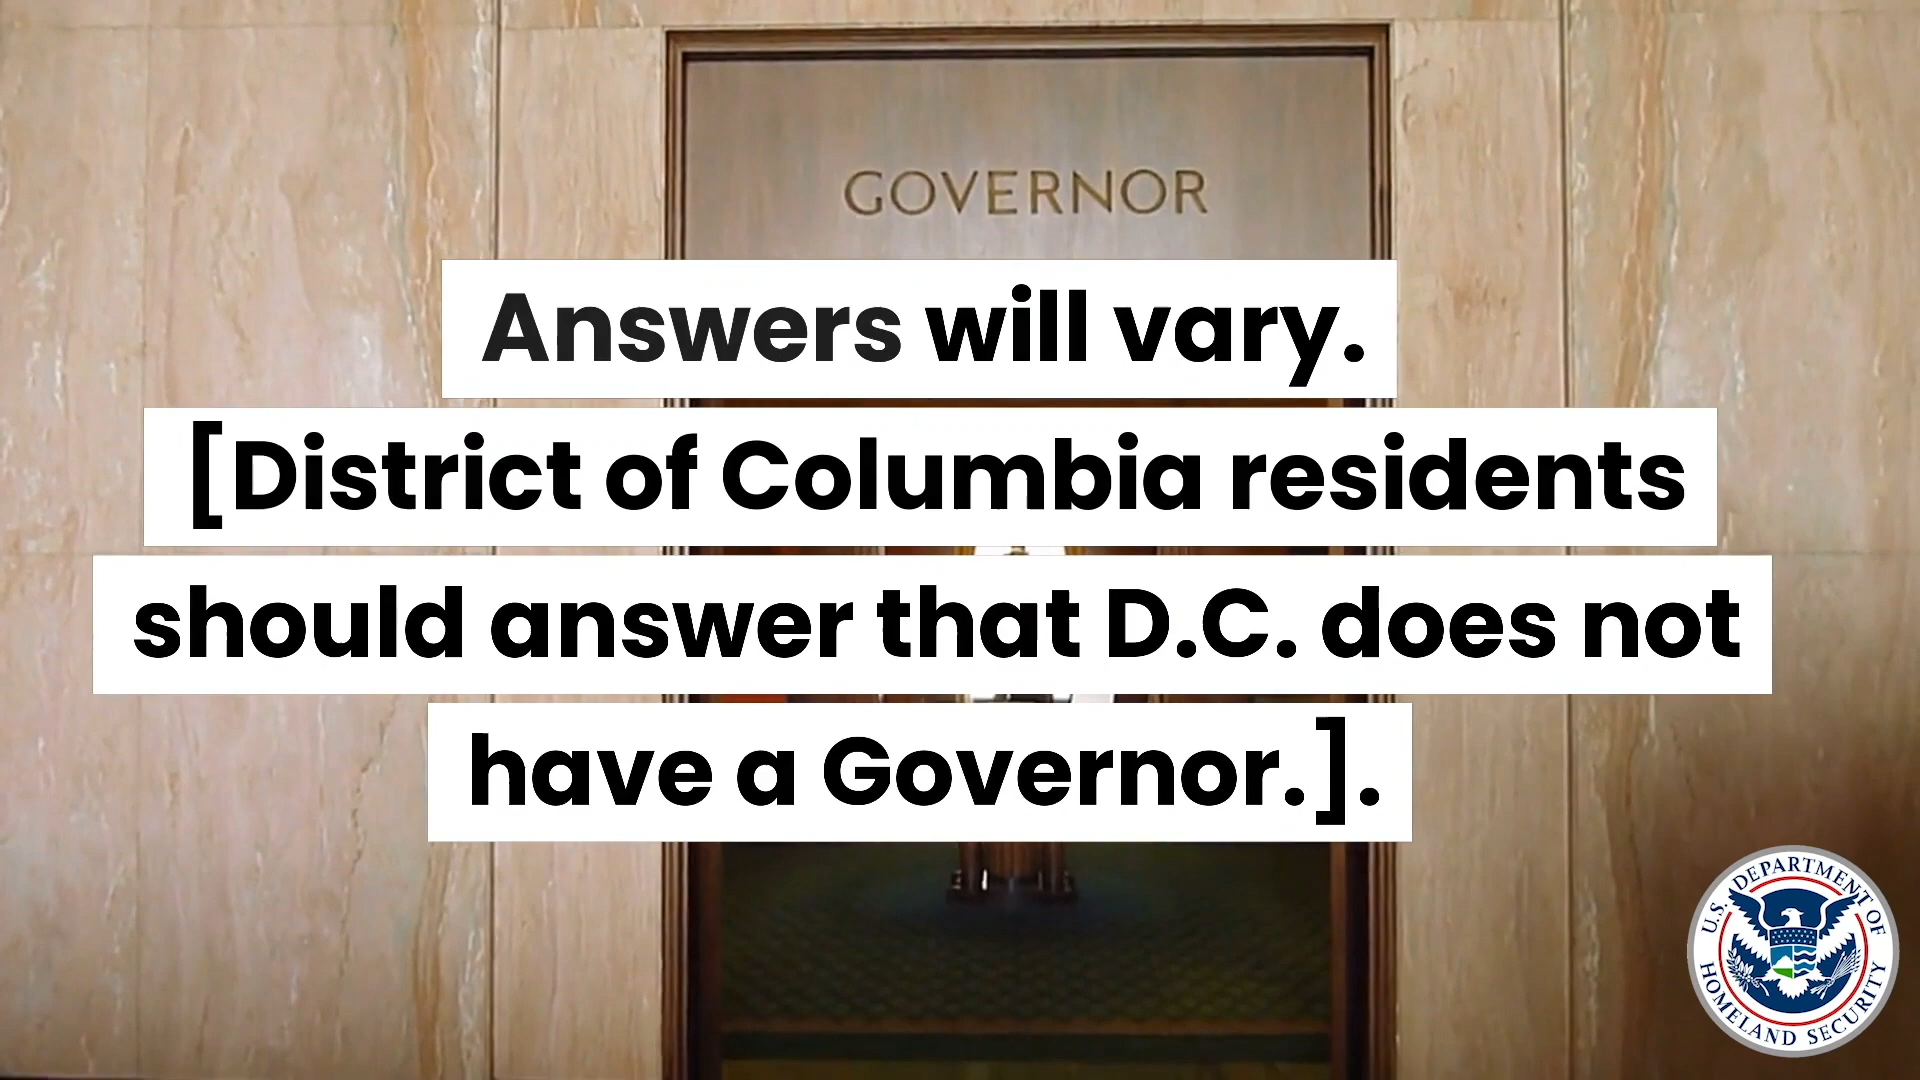 GOVERNOR
Answers will vary.
[District of Columbia residents
should answer that D.C. does not
have a Governor.].
U.S. DEPARTMENT OF
HOMELAND SECURITY